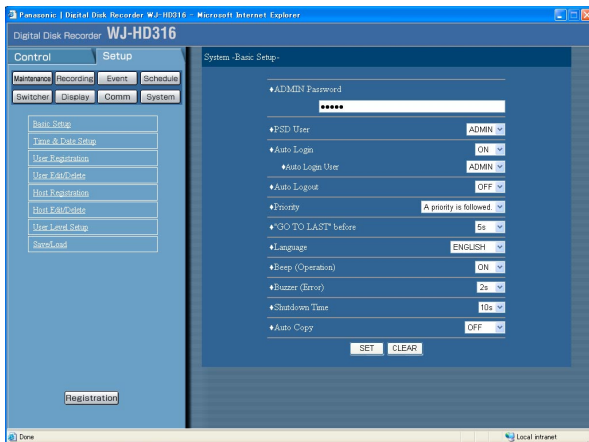 Panasonic | Digital Disk Recorder WJ-HD316 - Microsoft Internet Explorer
Digital Disk Recorder WJ-HD316
Control Setup
Maintenance Recording Event Schedule
Switcher Display Comm System
Basic Setup
Time & Date Setup
User Registration
User Edit/Delete
Host Registration
Host Edit/Delete
User Level Setup
Save/Load
Registration
System -Basic Setup-
♦ADMIN Password
●●●●●
♦PSD User ADMIN
♦Auto Login ON
♦Auto Login User ADMIN
♦Auto Logout OFF
♦Priority A priority is followed.
♦"GO TO LAST" before 5s
♦Language ENGLISH
♦Beep (Operation) ON
♦Buzzer (Error) 2s
♦Shutdown Time 10s
♦Auto Copy OFF
SET CLEAR
Done Local intranet